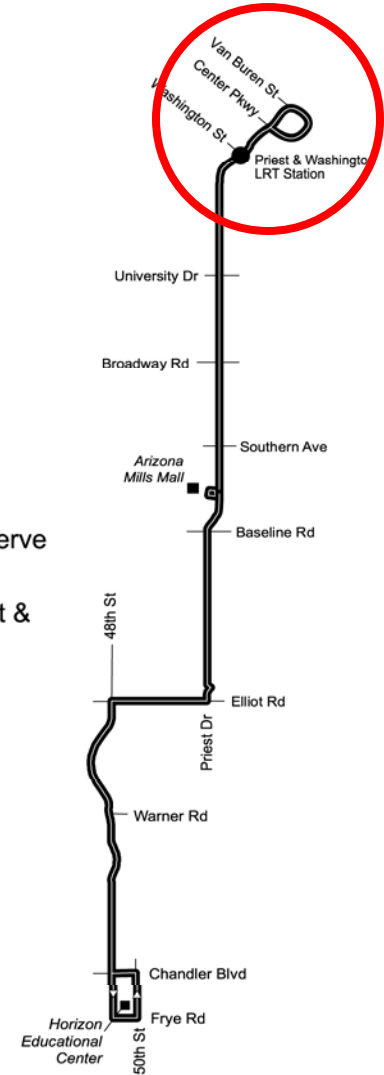 Van Buren St
Center Pkwy
Washington St
Priest & Washingto
LRT Station
University Dr
Broadway Rd
Southern Ave
Arizona
Mills Mall
Baseline Rd
erve
t &
48th St
Elliot Rd
Priest Dr
Warner Rd
Chandler Blvd
Frye Rd
Horizon
Educational
Center
50th St